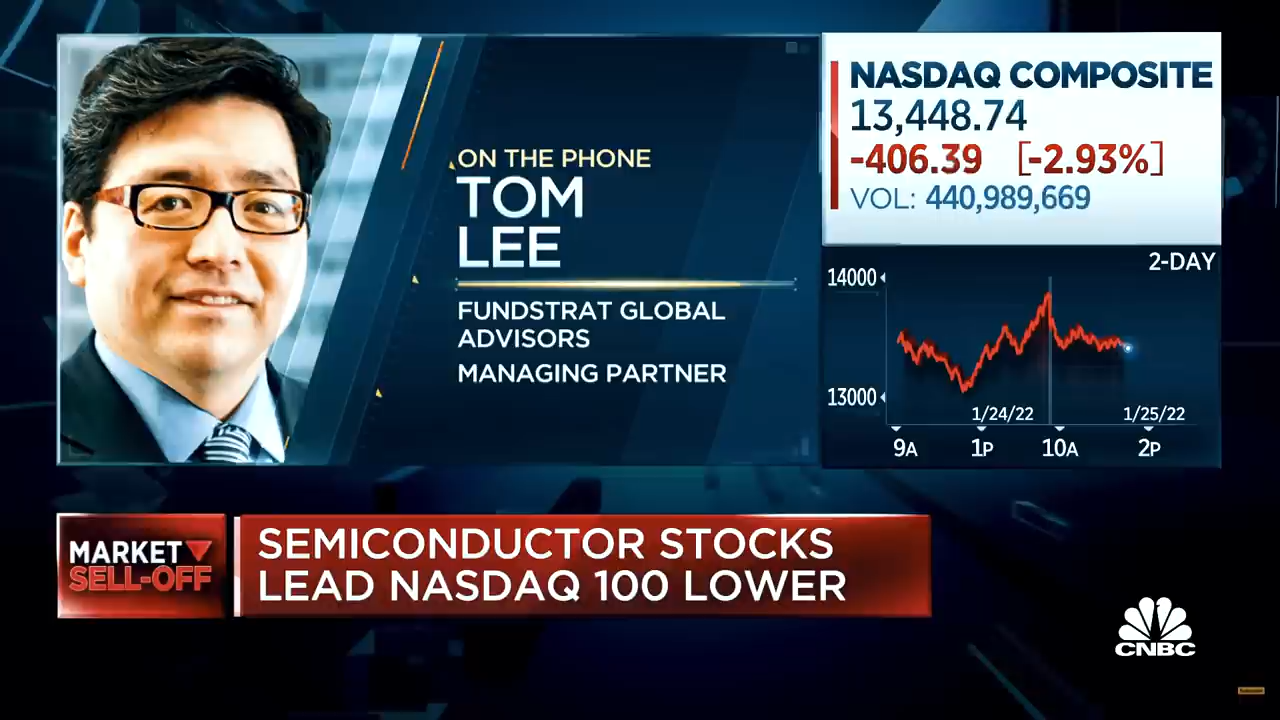 ON THE PHONE
TOM
LEE
FUNDSTRAT GLOBAL
ADVISORS
MANAGING PARTNER
NASDAQ COMPOSITE
13,448.74
-406.39 [-2.93%]
VOL: 440,989,669
2-DAY
14000
13000
1/24/22 1/25/22
9A 1P 10A 2P
MARKET
SELL-OFF
SEMICONDUCTOR STOCKS
LEAD NASDAQ 100 LOWER
CNBC